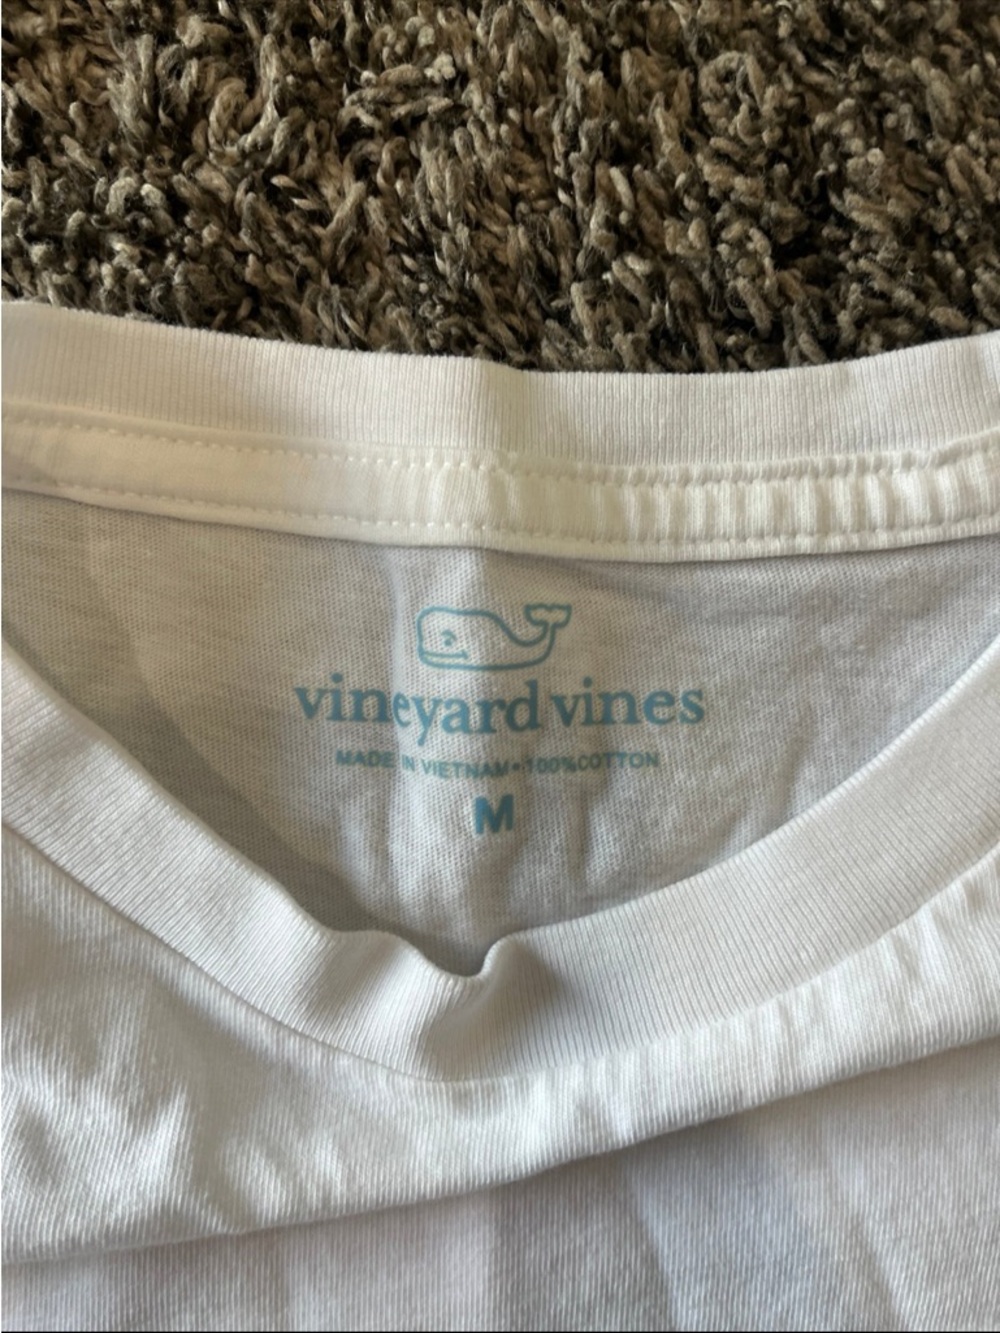 vineyard vines
MADE IN VIETNAM • 100%COTTON
M